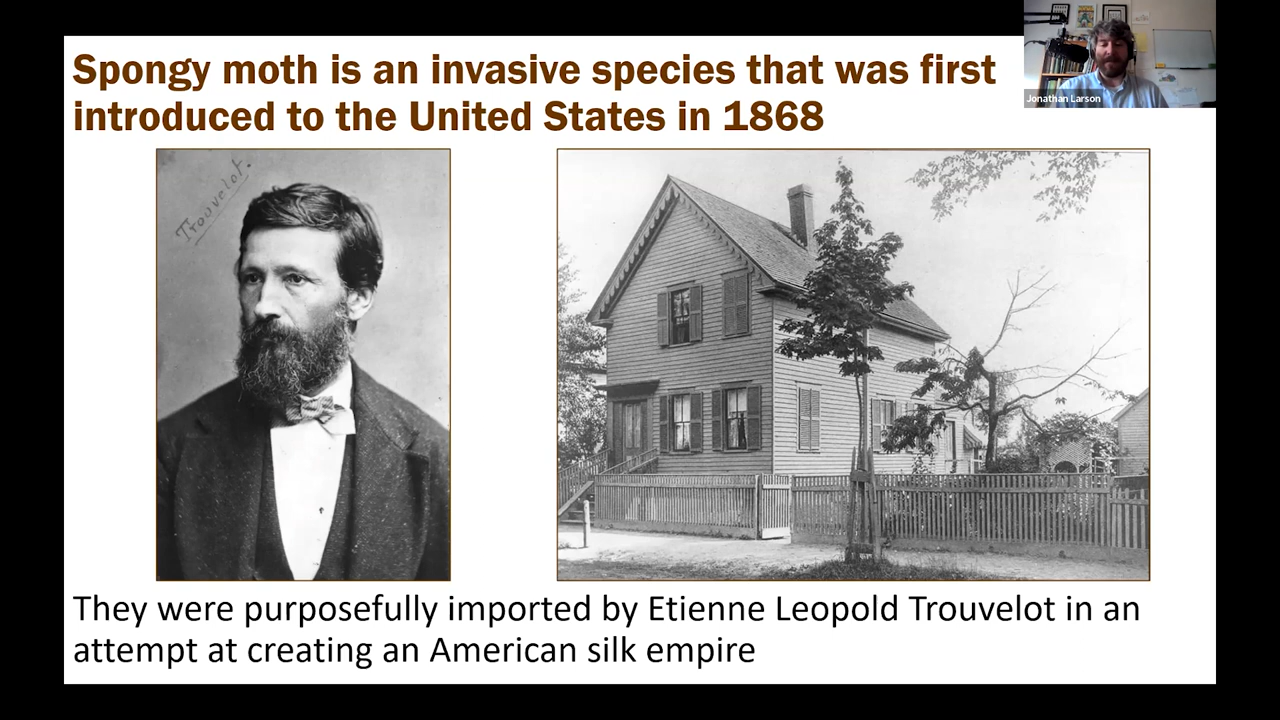 Spongy moth is an invasive species that was first
introduced to the United States in 1868
Jonathan Larson
Trouvelot.
They were purposefully imported by Etienne Leopold Trouvelot in an
attempt at creating an American silk empire